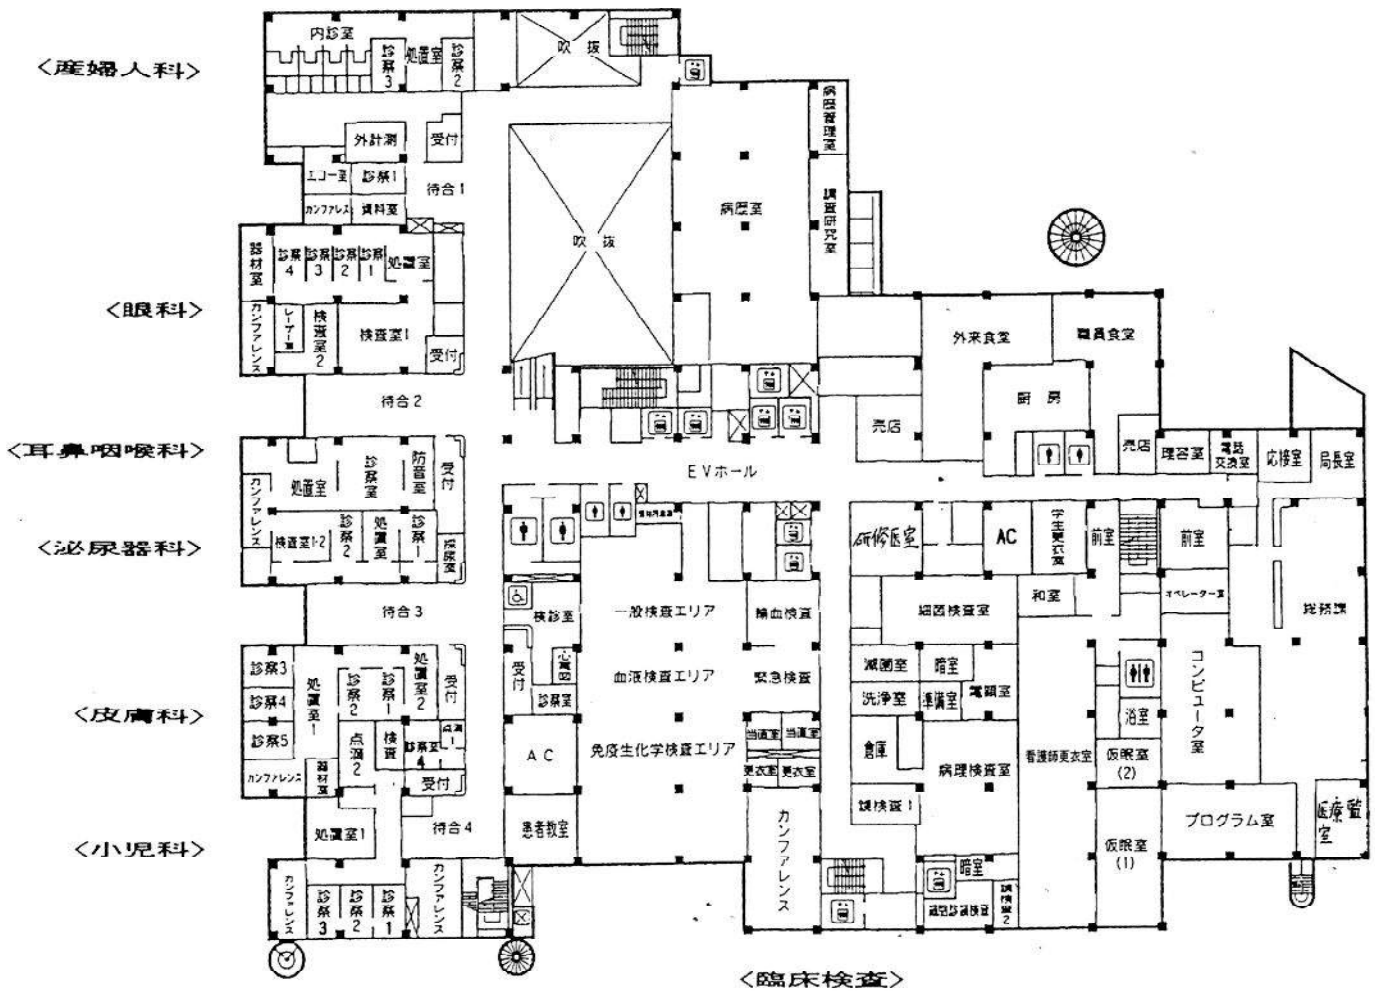 <産婦人科>
内診室
診察3
処置室
診察2
吹 抜
外計測
受付
エコー室
診察1
待合1
カンファレンス
資料室
病歴室
病歴管理室
調査研究室
吹 抜
<眼科>
器材室
診察4
診察3
診察2
診察1
処置室
カンファレンス
レーザー室
検査室2
検査室1
受付
待合2
外来食堂
職員食堂
厨 房
売店
売店
理容室
電話交換室
応接室
局長室
<耳鼻咽喉科>
カンファレンス
処置室
診察室
防音室
受付
EVホール
<泌尿器科>
検査室1・2
診察2
処置室
診察1
採尿室
研修医室
AC
学生更衣室
前室
前室
オペレーター室
総務課
待合3
検診室
一般検査エリア
輸血検査
細菌検査室
和室
受付
心電図
診察室
血液検査エリア
緊急検査
滅菌室
暗室
洗浄室
準備室
電顕室
コンピュータ室
<皮膚科>
診察3
診察4
診察5
処置室1
診察2
診察1
処置室2
受付
点滴2
検査
診察室4
点滴1
カンファレンス
器材室
受付
AC
免疫生化学検査エリア
当直室
当直室
更衣室
更衣室
倉庫
病理検査室
看護師更衣室
浴室
仮眠室
(2)
鏡検査1
<小児科>
処置室1
待合4
患者教室
カンファレンス
プログラム室
医療監室
仮眠室
(1)
カンファレンス
診察3
診察2
診察1
カンファレンス
暗室
鏡検査2
<臨床検査>